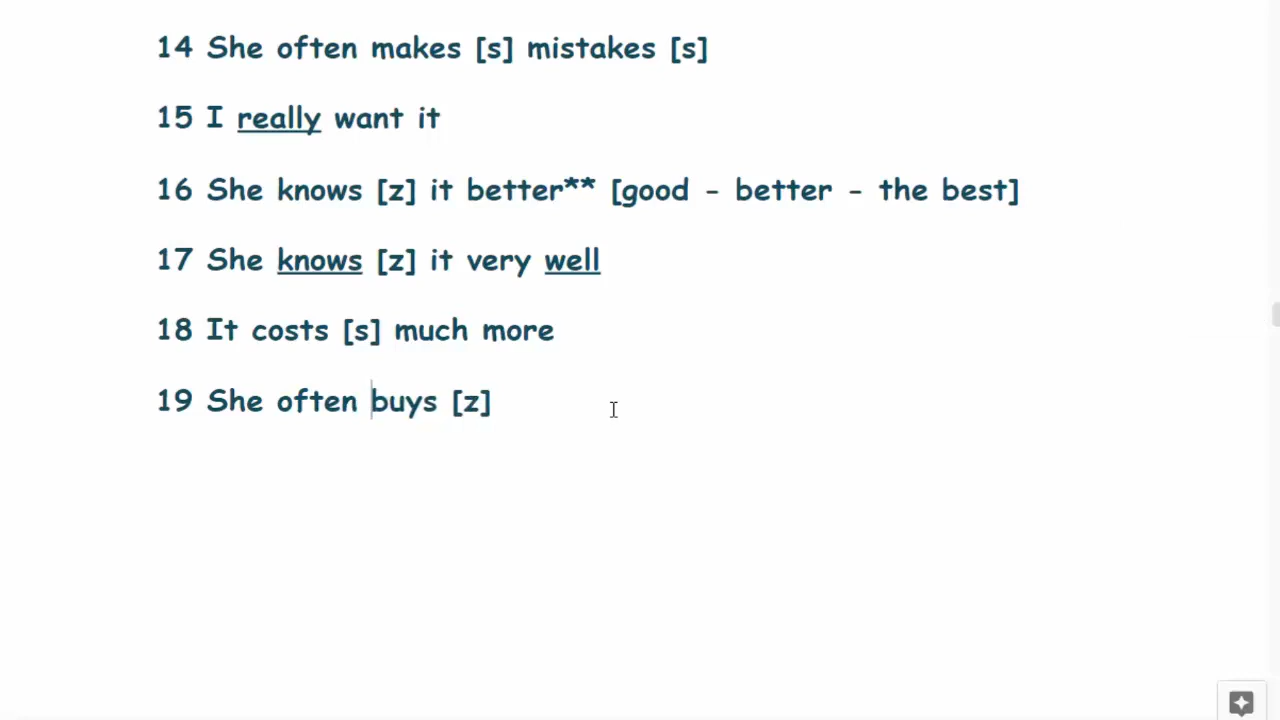 14 She often makes [s] mistakes [s]
15 I really want it
16 She knows [z] it better** [good - better - the best]
17 She knows [z] it very well
18 It costs [s] much more
19 She often buys [z]